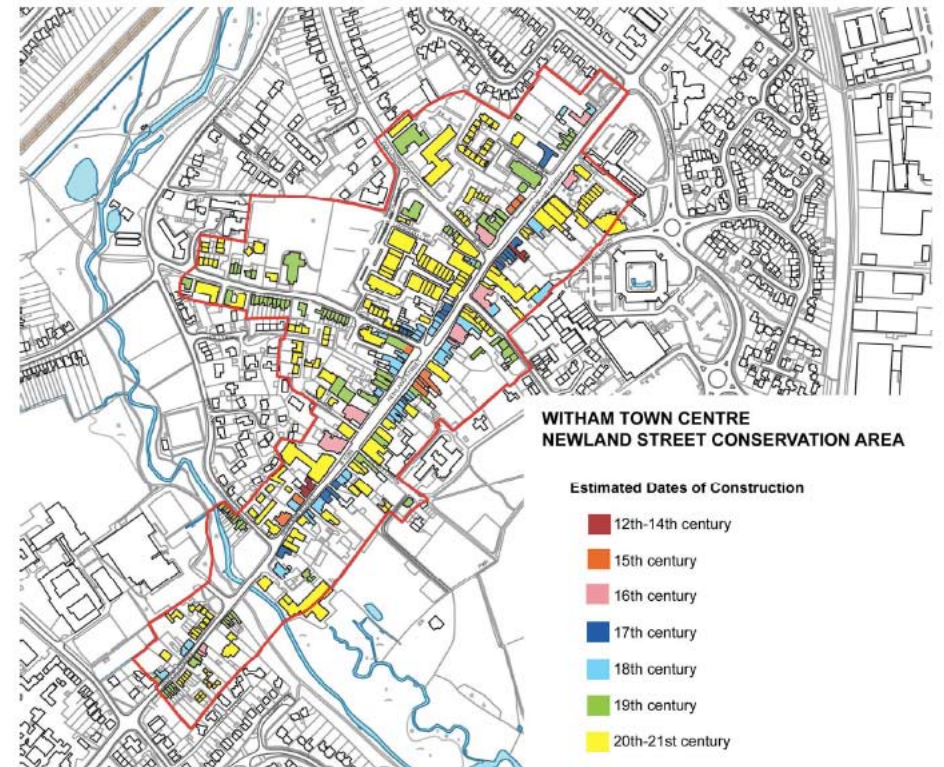 WITHAM TOWN CENTRE
NEWLAND STREET CONSERVATION AREA
Estimated Dates of Construction
12th-14th century
15th century
16th century
17th century
18th century
19th century
20th-21st century